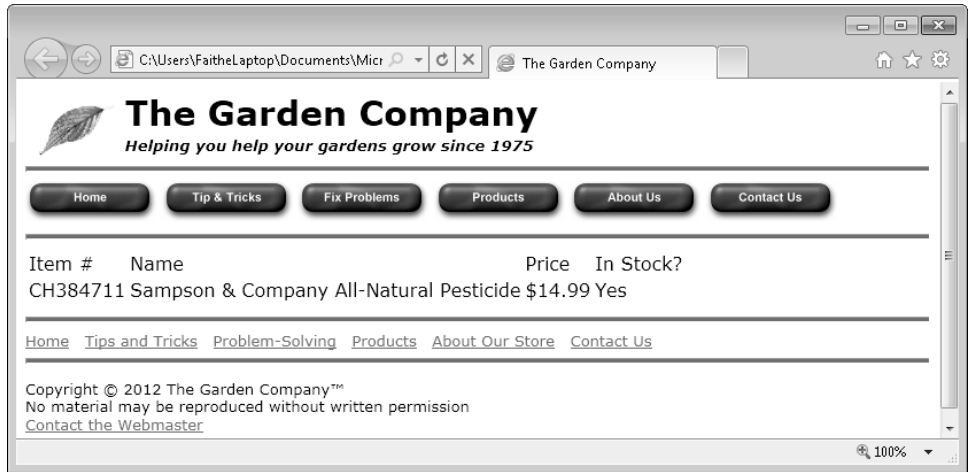 C:\Users\FaitheLaptop\Documents\Micr
The Garden Company
The Garden Company
Helping you help your gardens grow since 1975
Home Tip & Tricks Fix Problems Products About Us Contact Us
Item # Name Price In Stock?
CH384711 Sampson & Company All-Natural Pesticide $14.99 Yes
Home Tips and Tricks Problem-Solving Products About Our Store Contact Us
Copyright © 2012 The Garden Company™
No material may be reproduced without written permission
Contact the Webmaster
100%